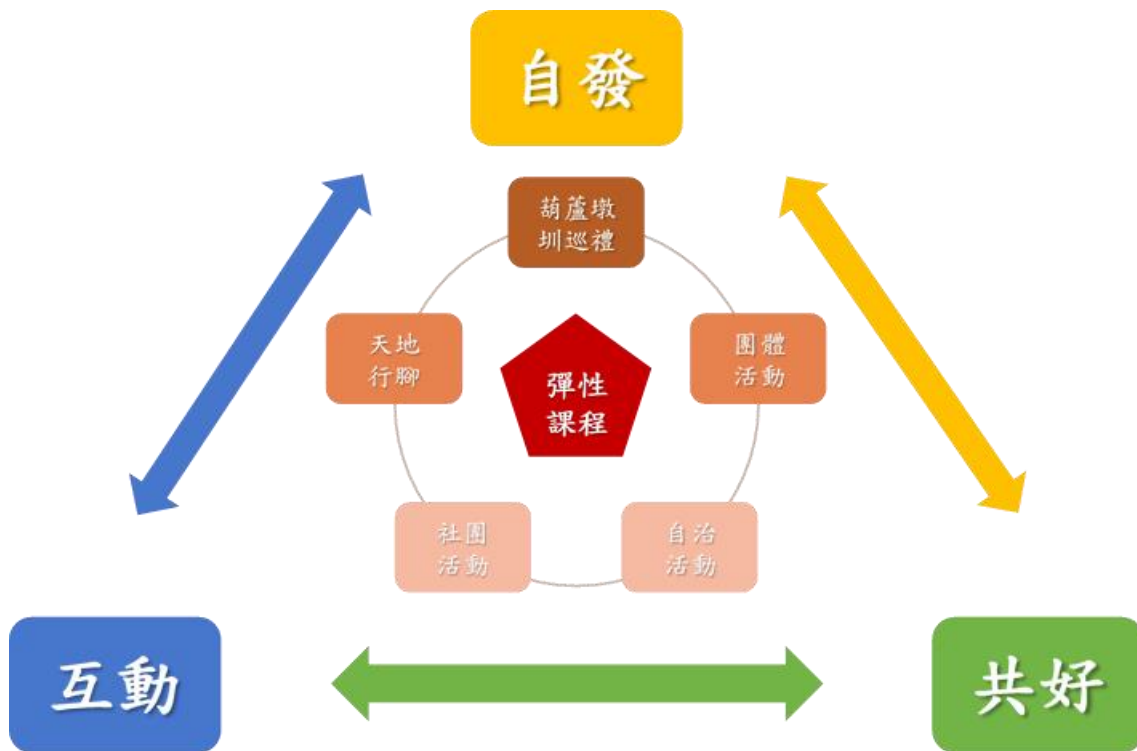 自發
葫蘆墩
圳巡禮
天地
行腳
團體
活動
彈性
課程
社團
活動
自治
活動
互動
共好